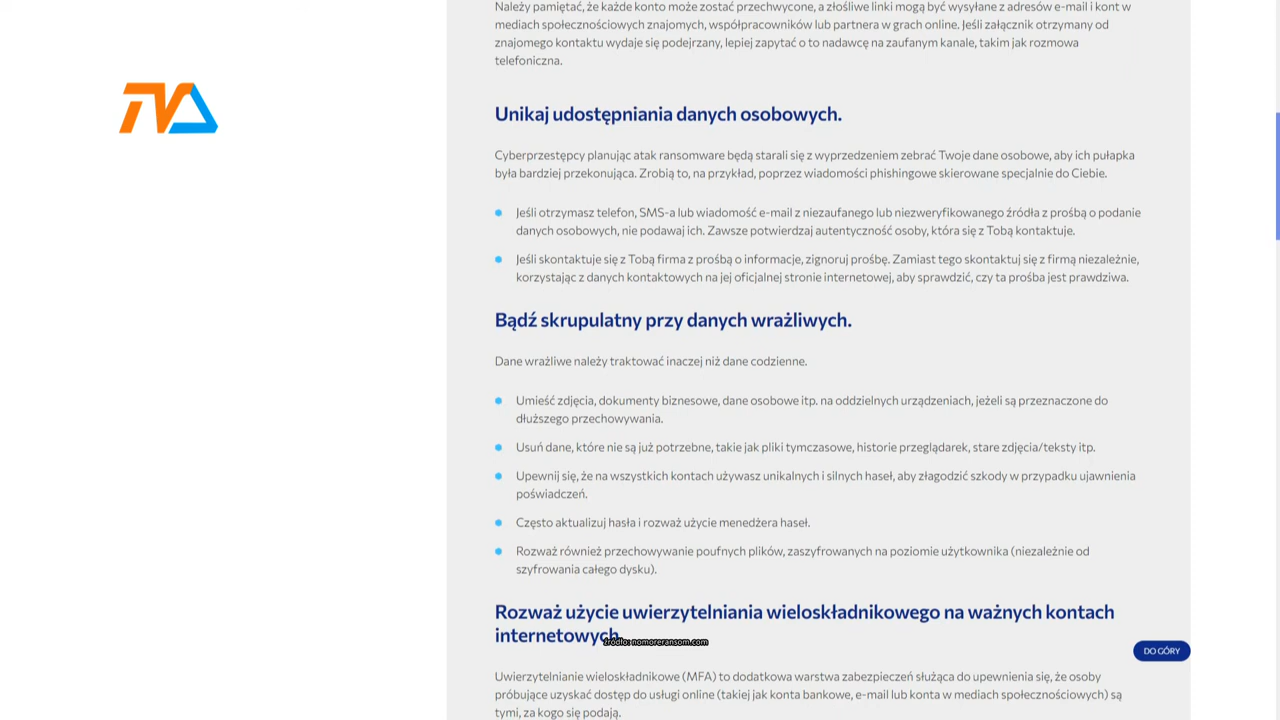 Należy pamiętać, że każde konto może zostać przechwycone, a złośliwe linki mogą być wysyłane z adresów e-mail i kont w
mediach społecznościowych znajomych, współpracowników lub partnera w grach online. Jeśli załącznik otrzymany od
znajomego kontaktu wydaje się podejrzany, lepiej zapytać o to nadawcę na zaufanym kanale, takim jak rozmowa
telefoniczna.
TVA
Unikaj udostępniania danych osobowych.
Cyberprzestępcy planując atak ransomware będą starali się z wyprzedzeniem zebrać Twoje dane osobowe, aby ich pułapka
była bardziej przekonująca. Zrobią to, na przykład, poprzez wiadomości phishingowe skierowane specjalnie do Ciebie.
Jeśli otrzymasz telefon, SMS-a lub wiadomość e-mail z niezaufanego lub niezweryfikowanego źródła z prośbą o podanie
danych osobowych, nie podawaj ich. Zawsze potwierdzaj autentyczność osoby, która się z Tobą kontaktuje.
Jeśli skontaktuje się z Tobą firma z prośbą o informacje, zignoruj prośbę. Zamiast tego skontaktuj się z firmą niezależnie,
korzystając z danych kontaktowych na jej oficjalnej stronie internetowej, aby sprawdzić, czy ta prośba jest prawdziwa.
Bądź skrupulatny przy danych wrażliwych.
Dane wrażliwe należy traktować inaczej niż dane codzienne.
Umieść zdjęcia, dokumenty biznesowe, dane osobowe itp. na oddzielnych urządzeniach, jeżeli są przeznaczone do
dłuższego przechowywania.
Usuń dane, które nie są już potrzebne, takie jak pliki tymczasowe, historie przeglądarek, stare zdjęcia/teksty itp.
Upewnij się, że na wszystkich kontach używasz unikalnych i silnych haseł, aby złagodzić szkody w przypadku ujawnienia
poświadczeń.
Często aktualizuj hasła i rozważ użycie menedżera haseł.
Rozważ również przechowywanie poufnych plików, zaszyfrowanych na poziomie użytkownika (niezależnie od
szyfrowania całego dysku).
Rozważ użycie uwierzytelniania wieloskładnikowego na ważnych kontach
internetowych.
źródło: nomoreransom.com
DO GÓRY
Uwierzytelnianie wieloskładnikowe (MFA) to dodatkowa warstwa zabezpieczeń służąca do upewnienia się, że osoby
próbujące uzyskać dostęp do usługi online (takiej jak konta bankowe, e-mail lub konta w mediach społecznościowych) są
tymi, za kogo się podają.